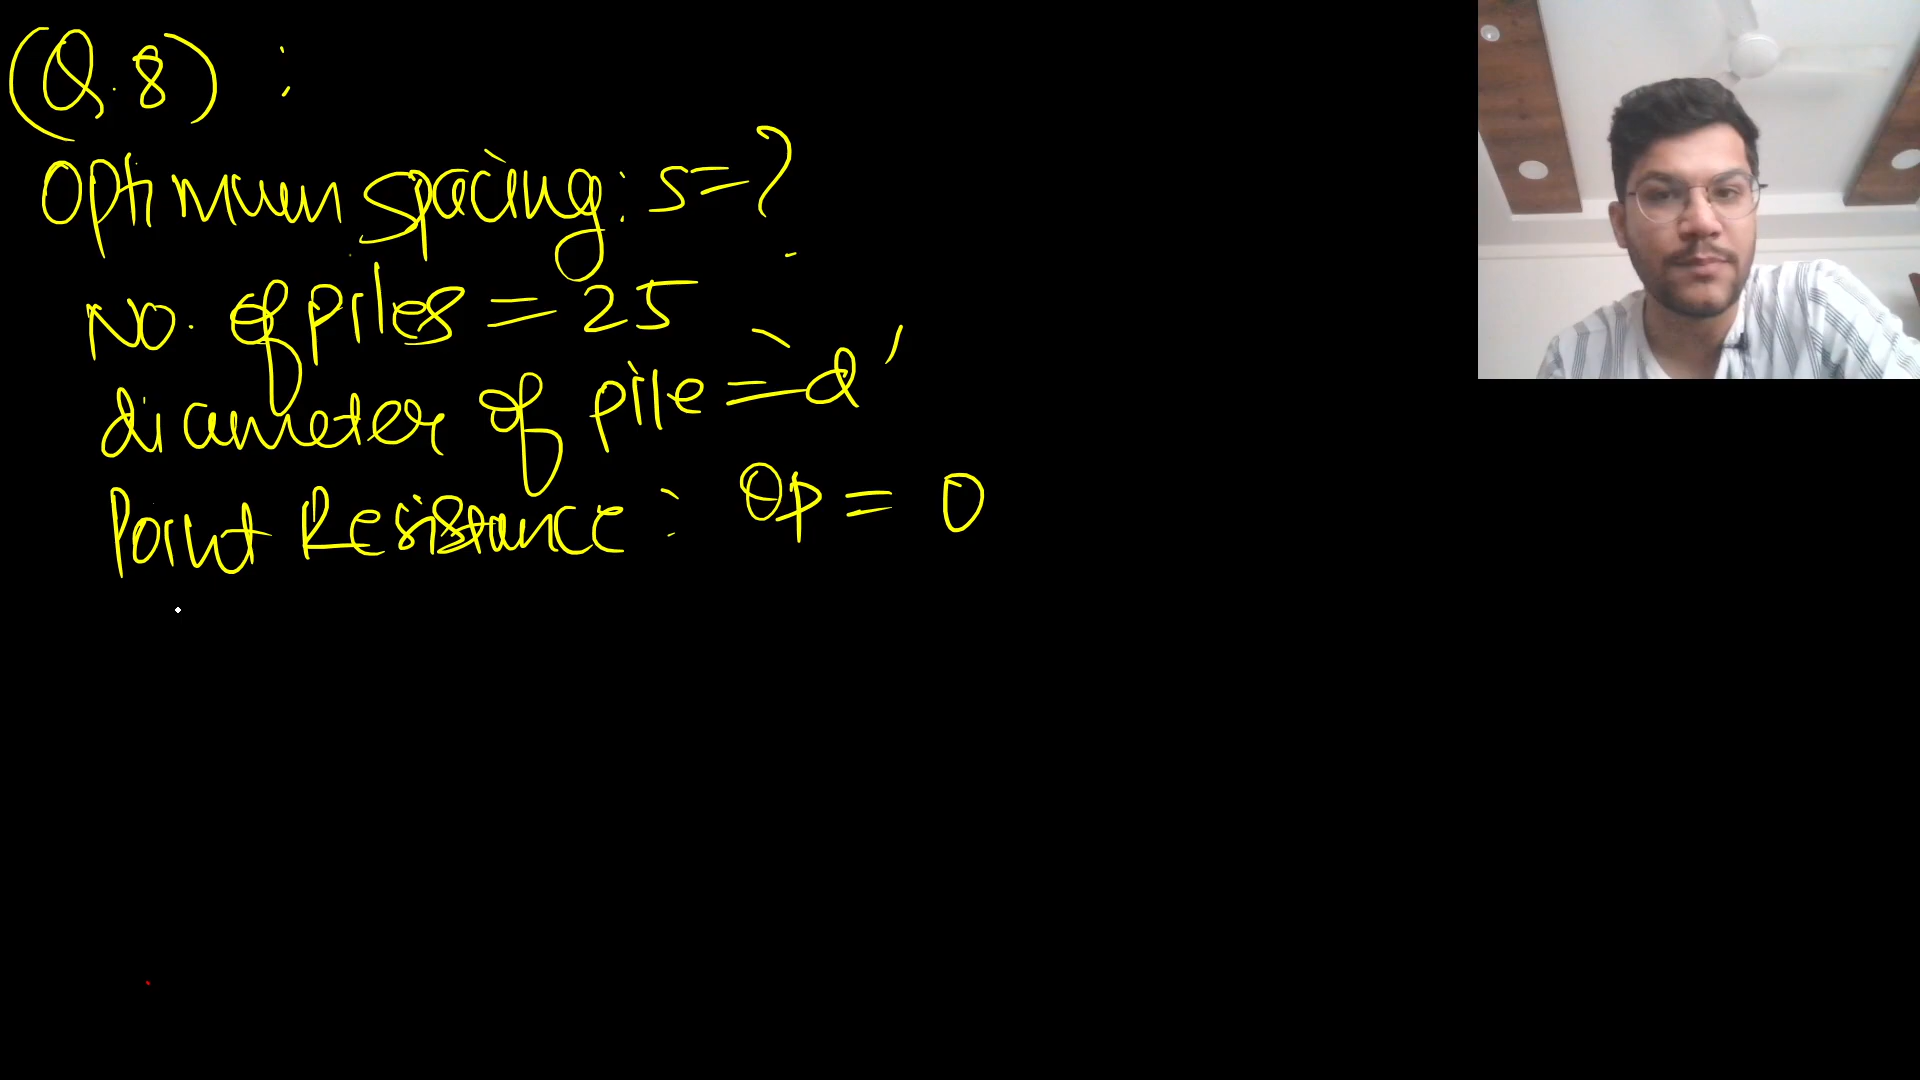 (Q.8) :
Optimum spacing: s=?
No. of piles = 25
diameter of pile = 'd'
Point Resistance: Qp = 0